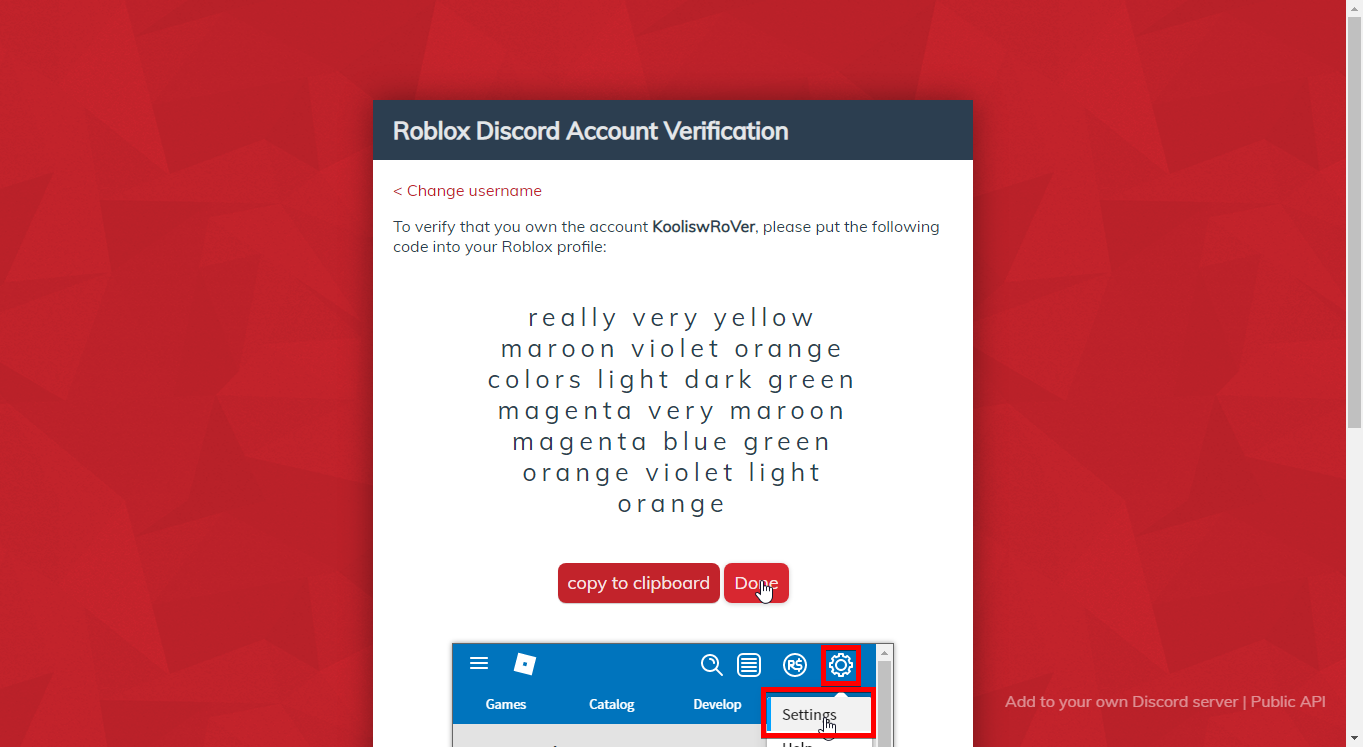 Roblox Discord Account Verification
< Change username
To verify that you own the account KooliswRoVer, please put the following
code into your Roblox profile:
really very yellow
maroon violet orange
colors light dark green
magenta very maroon
magenta blue green
orange violet light
orange
copy to clipboard Done
R$
Games Catalog Develop
Settings
Help
Add to your own Discord server | Public API